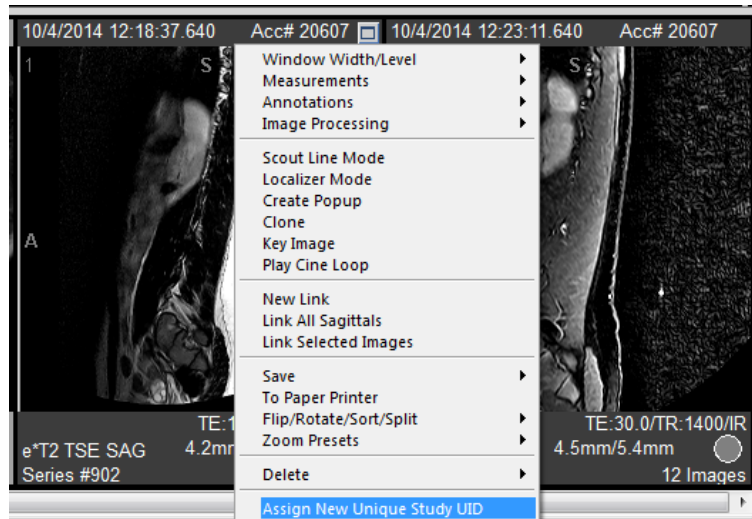 10/4/2014 12:18:37.640 Acc# 20607
10/4/2014 12:23:11.640 Acc# 20607
1
S
A
S
Window Width/Level
Measurements
Annotations
Image Processing
Scout Line Mode
Localizer Mode
Create Popup
Clone
Key Image
Play Cine Loop
New Link
Link All Sagittals
Link Selected Images
Save
To Paper Printer
Flip/Rotate/Sort/Split
Zoom Presets
Delete
Assign New Unique Study UID
TE:1
e*T2 TSE SAG 4.2mm
Series #902
TE:30.0/TR:1400/IR
4.5mm/5.4mm
12 Images